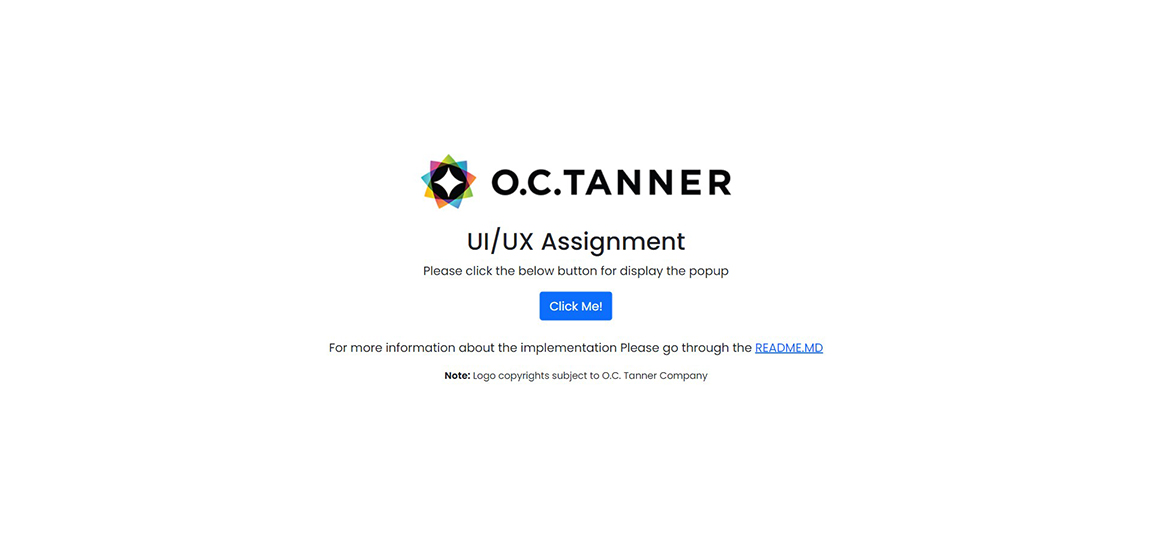 O.C.TANNER
UI/UX Assignment
Please click the below button for display the popup
Click Me!
For more information about the implementation Please go through the README.MD
Note: Logo copyrights subject to O.C. Tanner Company